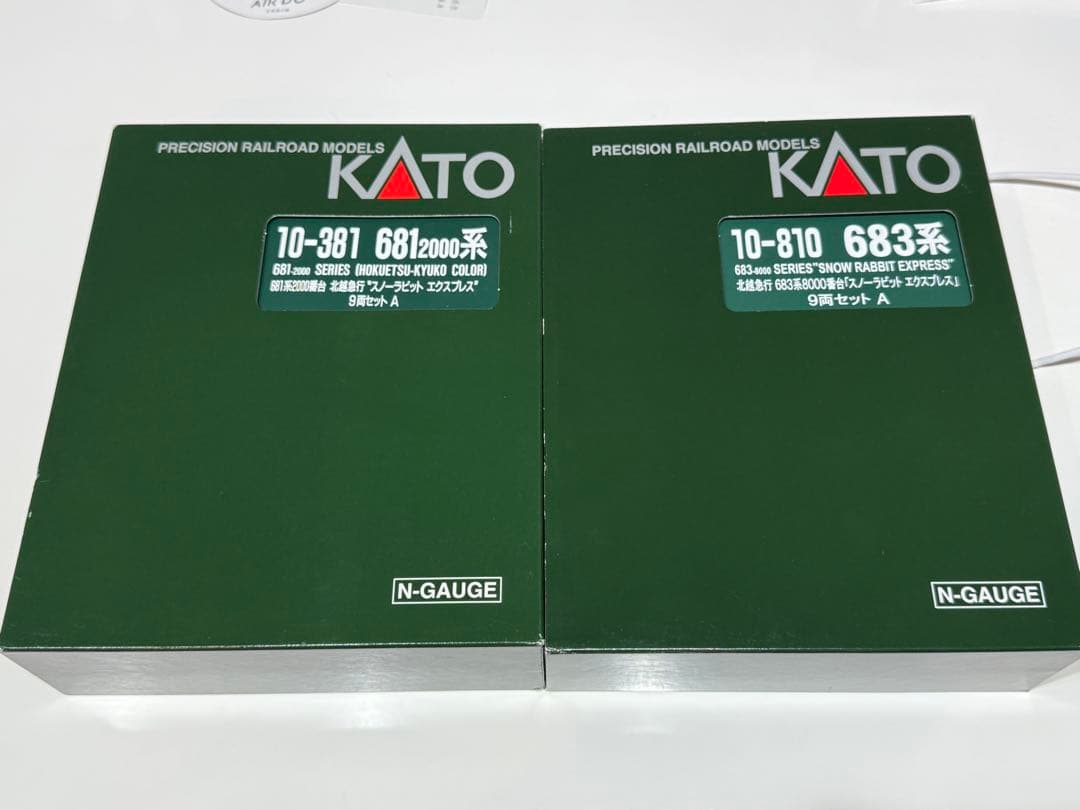 AIR DO
PRECISION RAILROAD MODELS
KATO
10-381 681 2000系
681-2000 SERIES (HOKUETSU-KYUKO COLOR)
681系2000番台 北越急行 "スノーラビット エクスプレス"
9両セット A
N-GAUGE
PRECISION RAILROAD MODELS
KATO
10-810 683系
683-8000 SERIES"SNOW RABBIT EXPRESS"
北越急行 683系8000番台「スノーラビット エクスプレス」
9両セット A
N-GAUGE